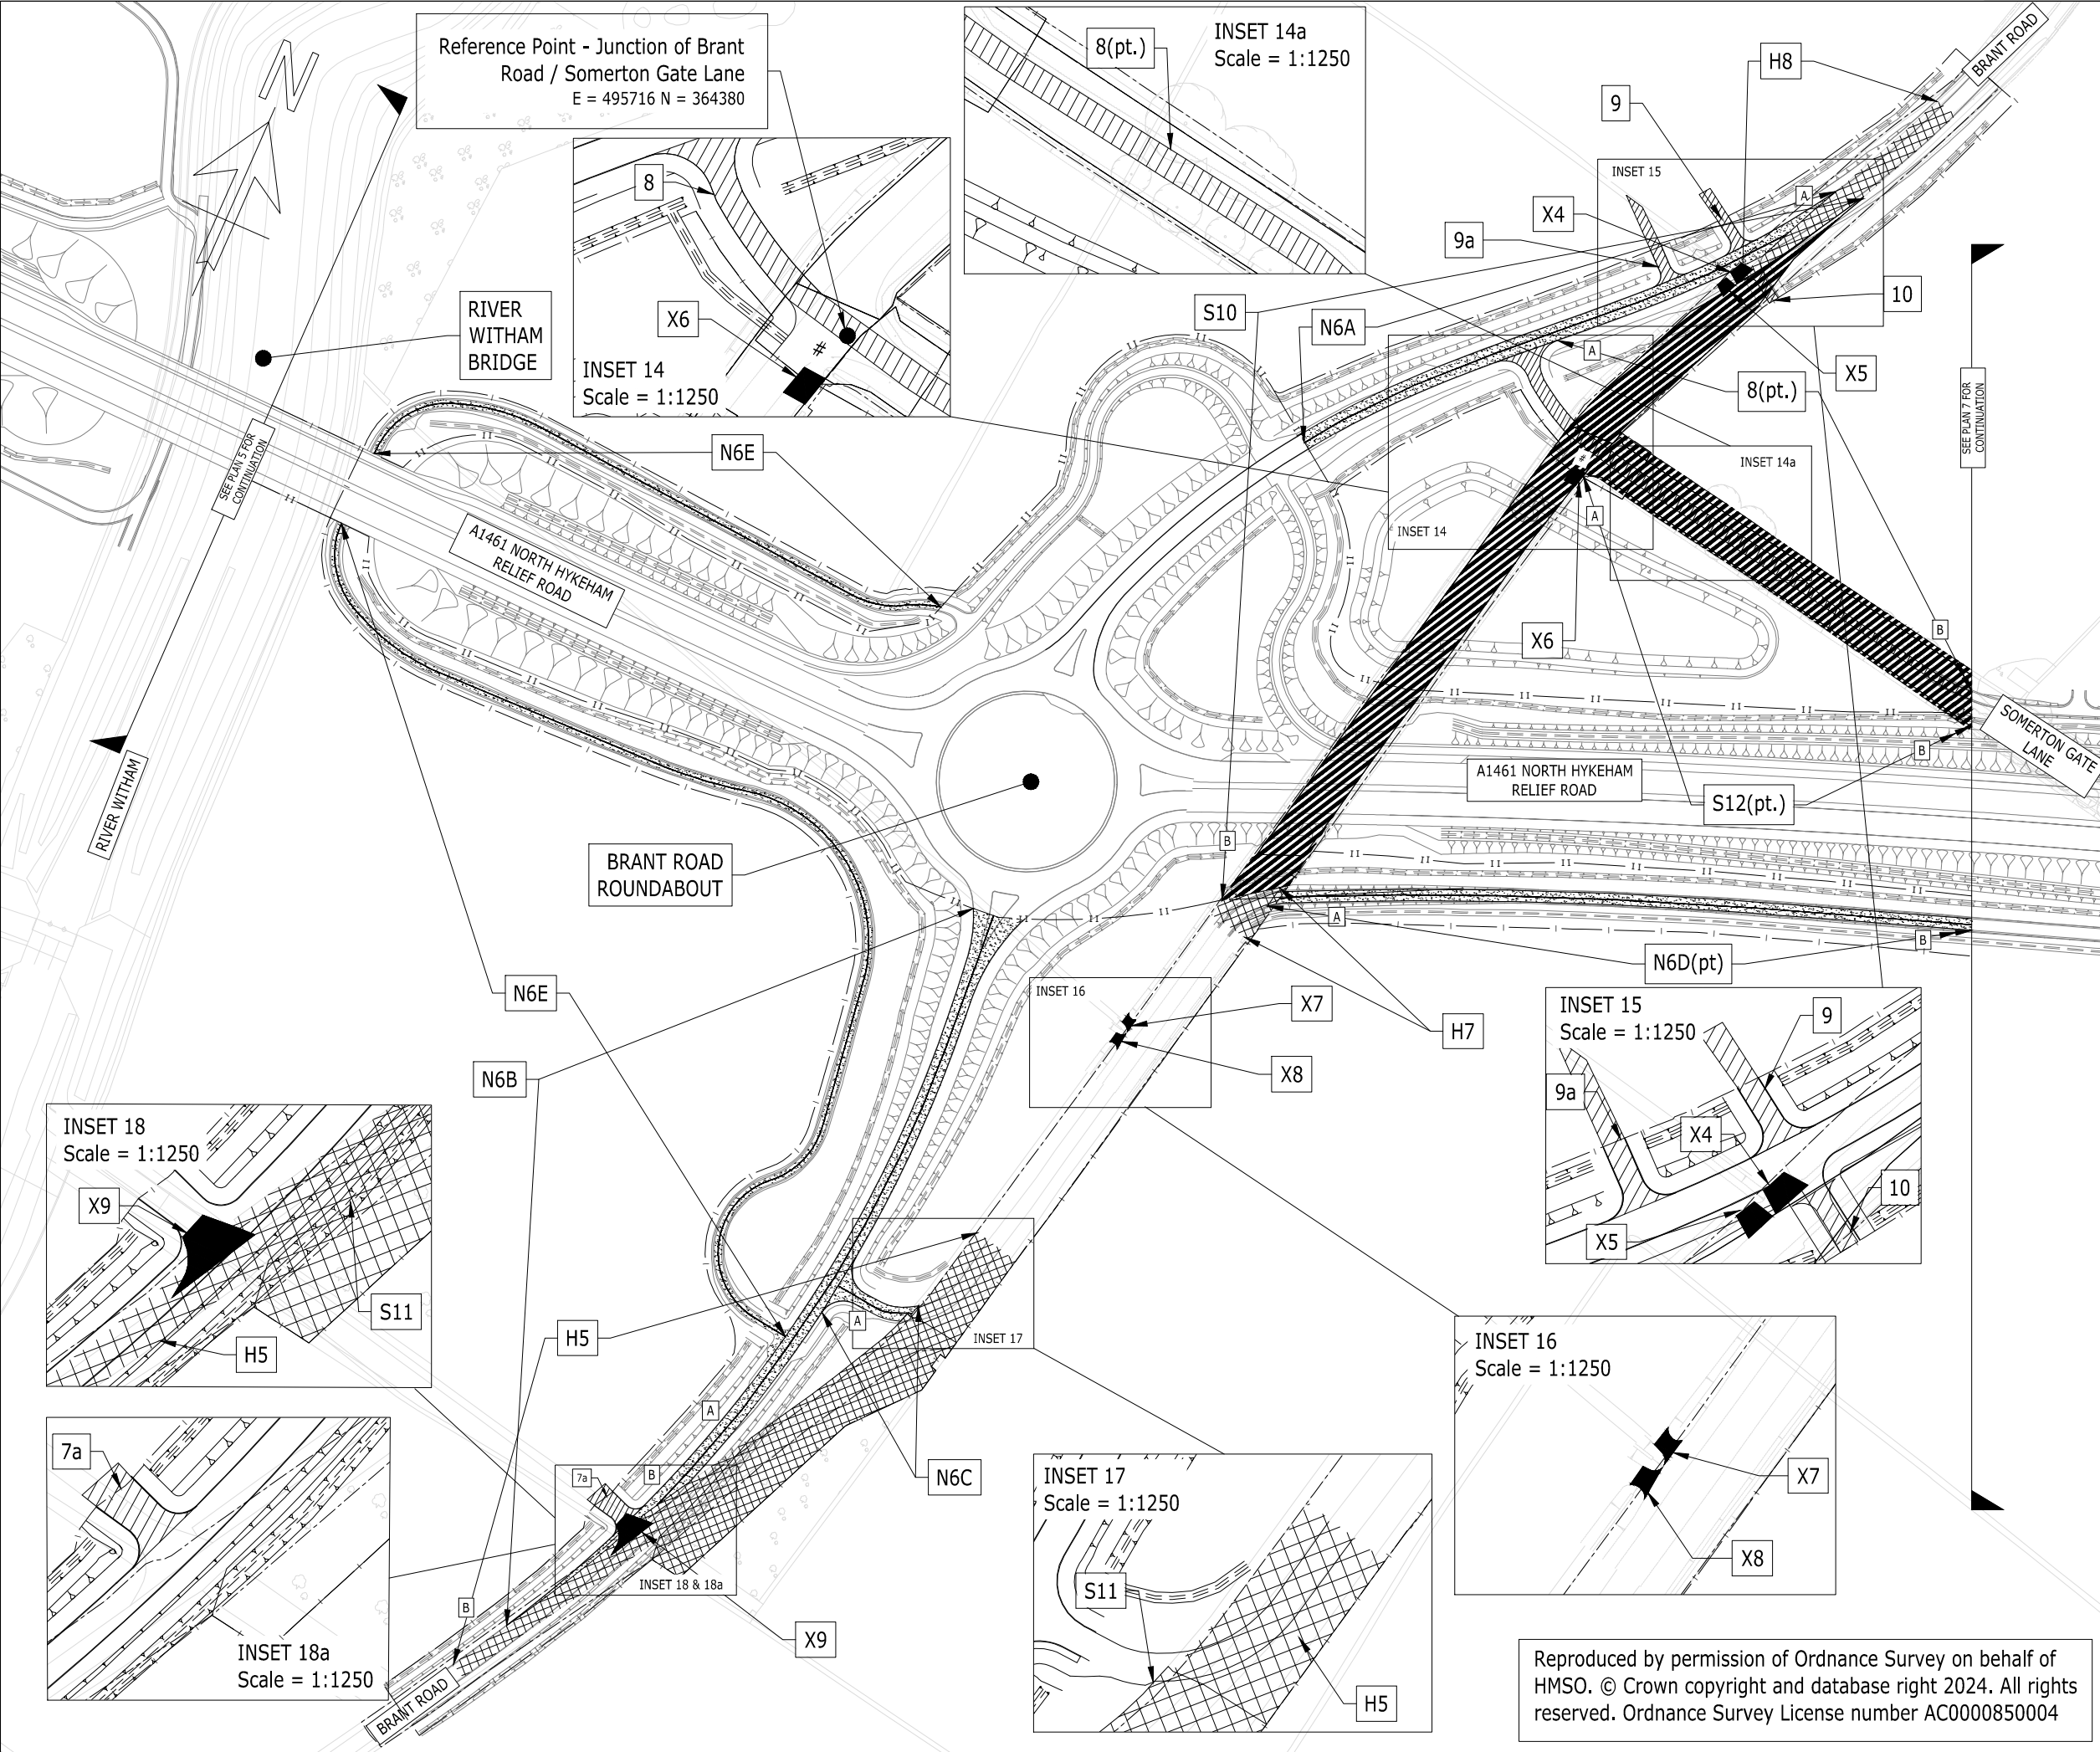 N
Reference Point - Junction of Brant
Road / Somerton Gate Lane
E = 495716 N = 364380
8(pt.)
INSET 14a
Scale = 1:1250
BRANT ROAD
H8
9
INSET 15
A
X4
9a
8
X6
#
INSET 14
Scale = 1:1250
RIVER
WITHAM
BRIDGE
S10
N6A
10
A
X5
8(pt.)
SEE PLAN 7 FOR
CONTINUATION
SEE PLAN 5 FOR
CONTINUATION
N6E
#
INSET 14a
A
INSET 14
A1461 NORTH HYKEHAM
RELIEF ROAD
X6
B
SOMERTON GATE
LANE
B
A1461 NORTH HYKEHAM
RELIEF ROAD
S12(pt.)
RIVER WITHAM
BRANT ROAD
ROUNDABOUT
B
A
B
N6D(pt)
N6E
INSET 16
X7
H7
X8
N6B
INSET 15
Scale = 1:1250
9
9a
X4
10
X5
INSET 18
Scale = 1:1250
X9
S11
H5
H5
A
INSET 17
INSET 16
Scale = 1:1250
X7
X8
A
7a
B
N6C
INSET 17
Scale = 1:1250
S11
H5
7a
INSET 18a
Scale = 1:1250
INSET 18 & 18a
B
X9
BRANT ROAD
Reproduced by permission of Ordnance Survey on behalf of
HMSO. © Crown copyright and database right 2024. All rights
reserved. Ordnance Survey License number AC0000850004